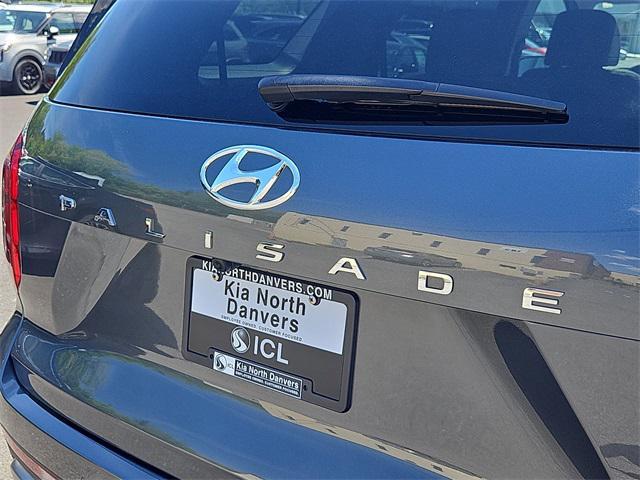 PALISADE
KIANORTHDANVERS.COM
Kia North
Danvers
EMPLOYEE OWNED. CUSTOMER FOCUSED.
ICL
Kia North Danvers
ICL